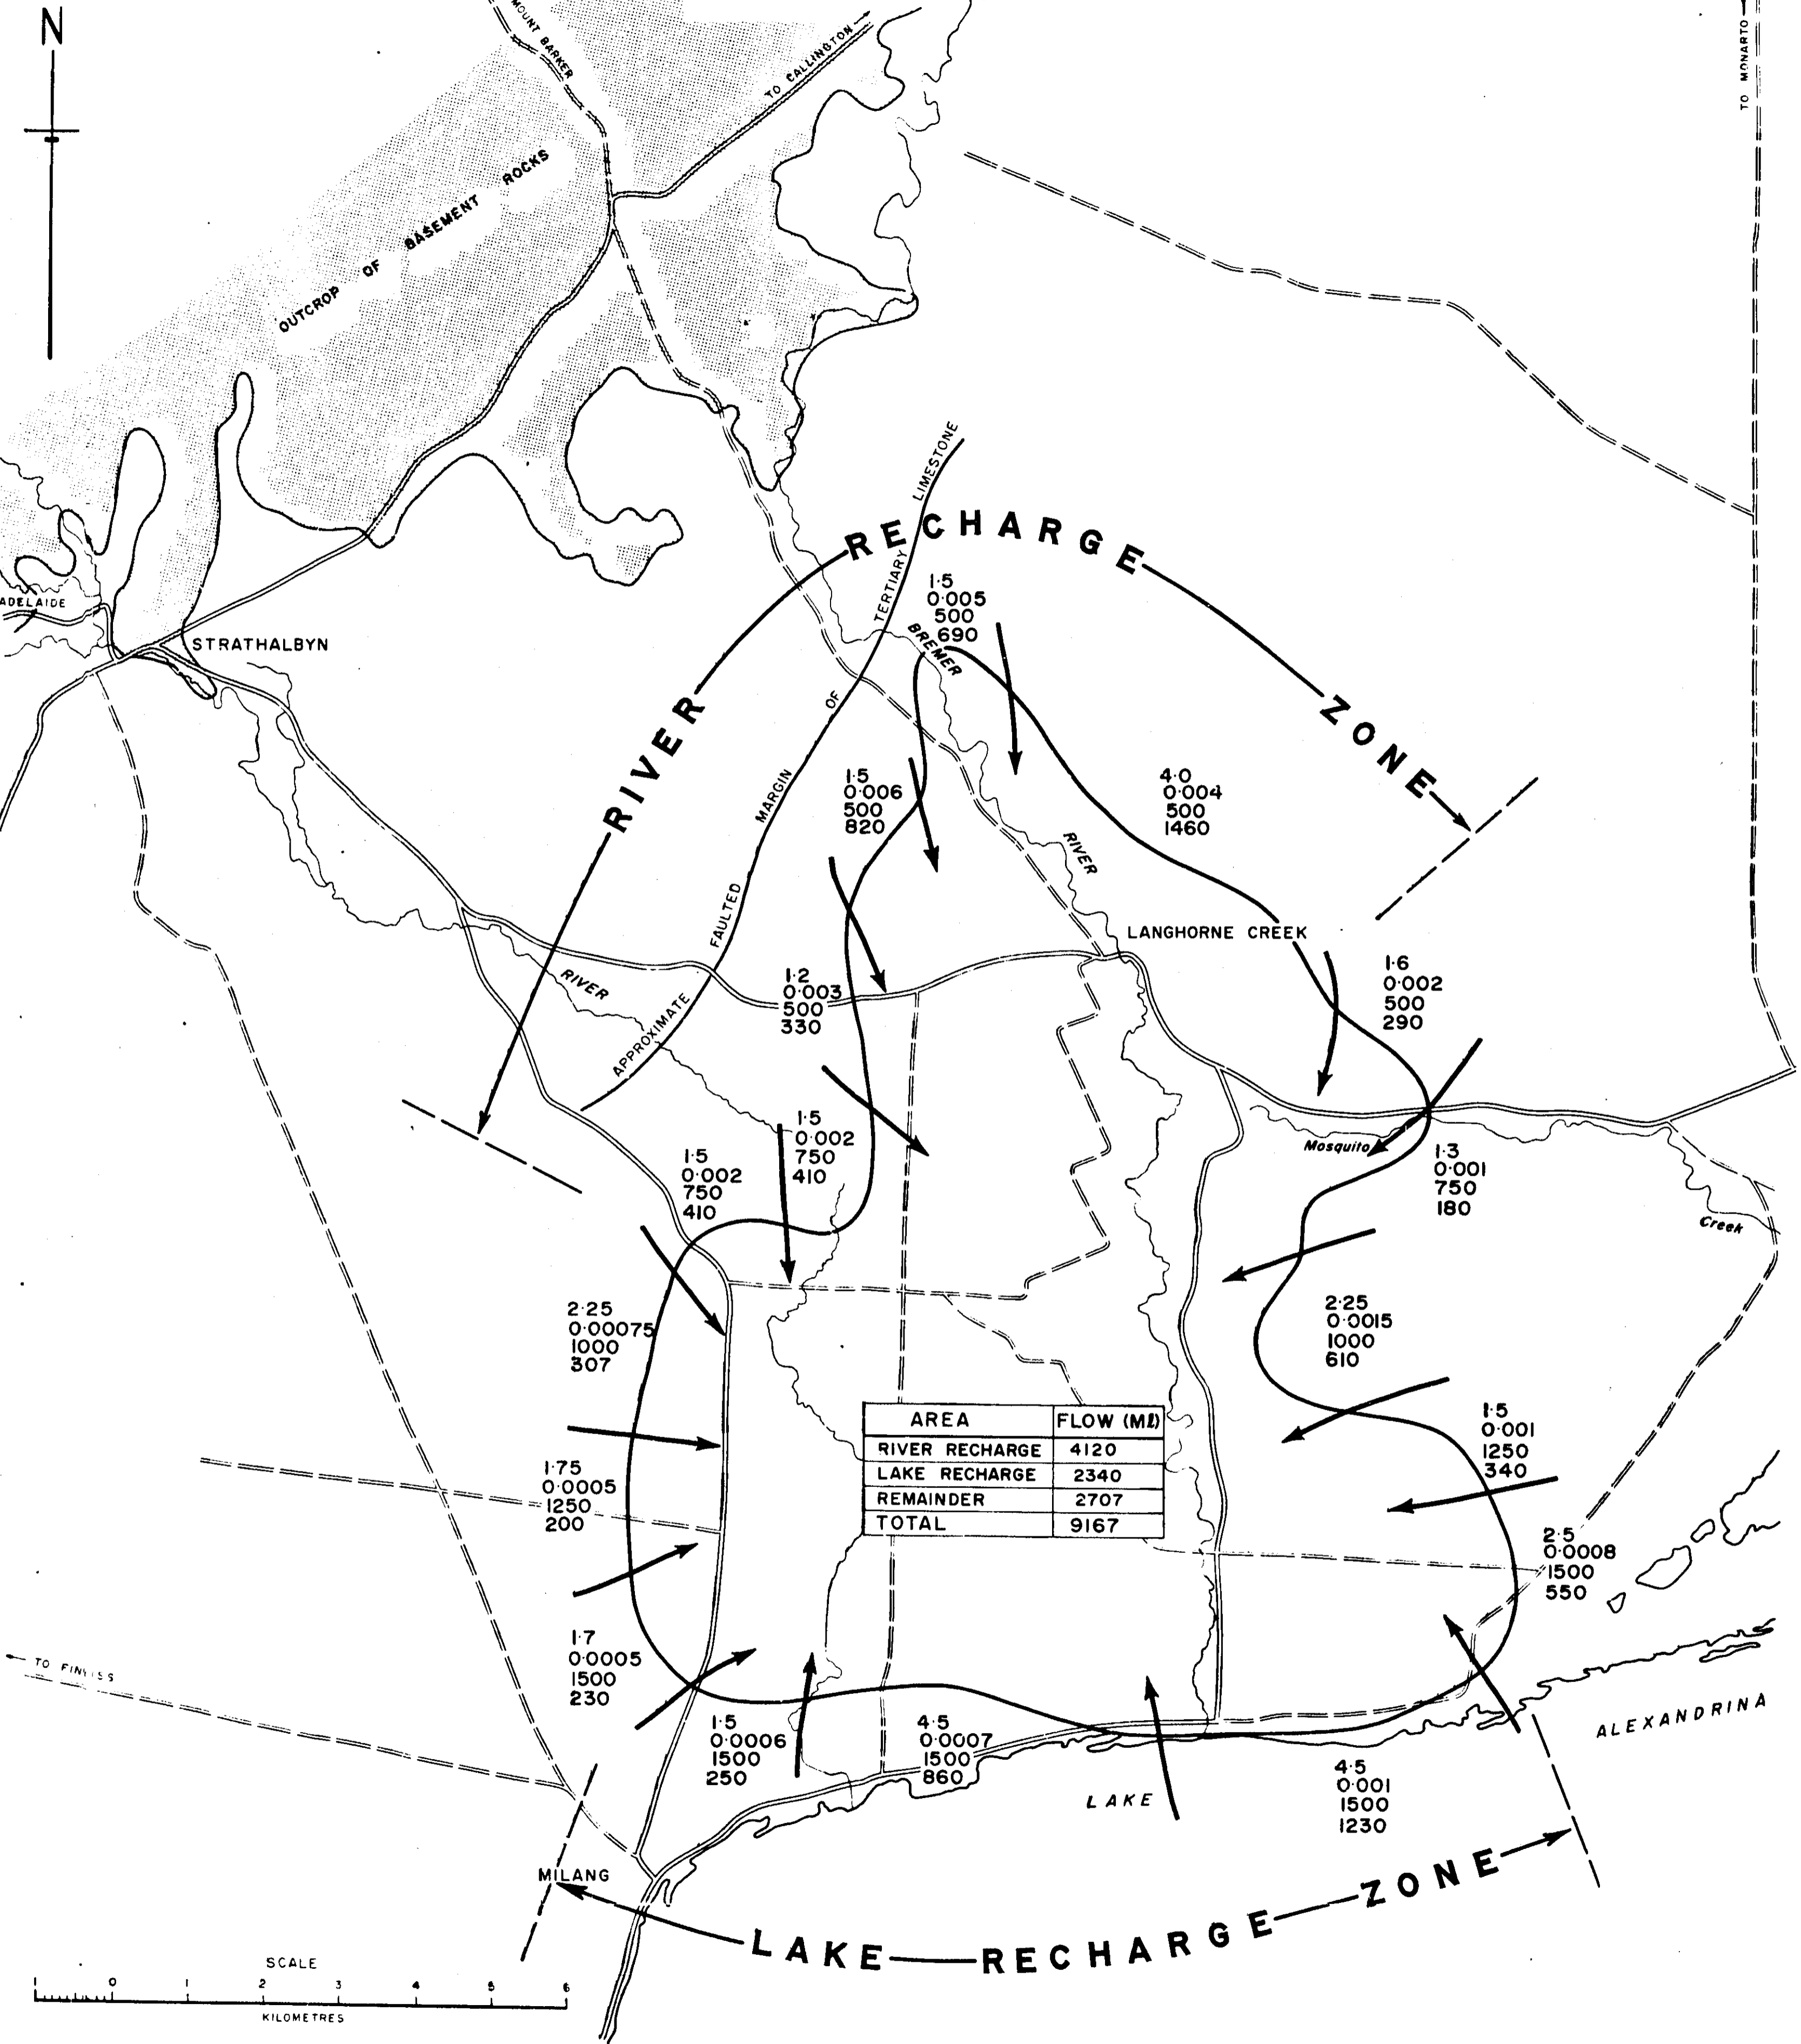 N
MOUNT BARKER
TO CALLINGTON
TO MONARTO
OUTCROP OF BASEMENT ROCKS
ADELAIDE
STRATHALBYN
RIVER RECHARGE ZONE
APPROXIMATE FAULTED MARGIN OF TERTIARY LIMESTONE
1·5
0·005
500
690
BREMER
RIVER
1·5
0·006
500
820
4·0
0·004
500
1460
LANGHORNE CREEK
RIVER
1·2
0·003
500
330
1·6
0·002
500
290
1·5
0·002
750
410
1·5
0·002
750
410
Mosquito
Creek
1·3
0·001
750
180
2·25
0·00075
1000
307
2·25
0·0015
1000
610
AREA FLOW (Ml)
RIVER RECHARGE 4120
LAKE RECHARGE 2340
REMAINDER 2707
TOTAL 9167
1·5
0·001
1250
340
1·75
0·0005
1250
200
2·5
0·0008
1500
550
1·7
0·0005
1500
230
TO FINNISS
1·5
0·0006
1500
250
4·5
0·0007
1500
860
4·5
0·001
1500
1230
LAKE ALEXANDRINA
MILANG
LAKE RECHARGE ZONE
SCALE
1 0 1 2 3 4 5 6
KILOMETRES